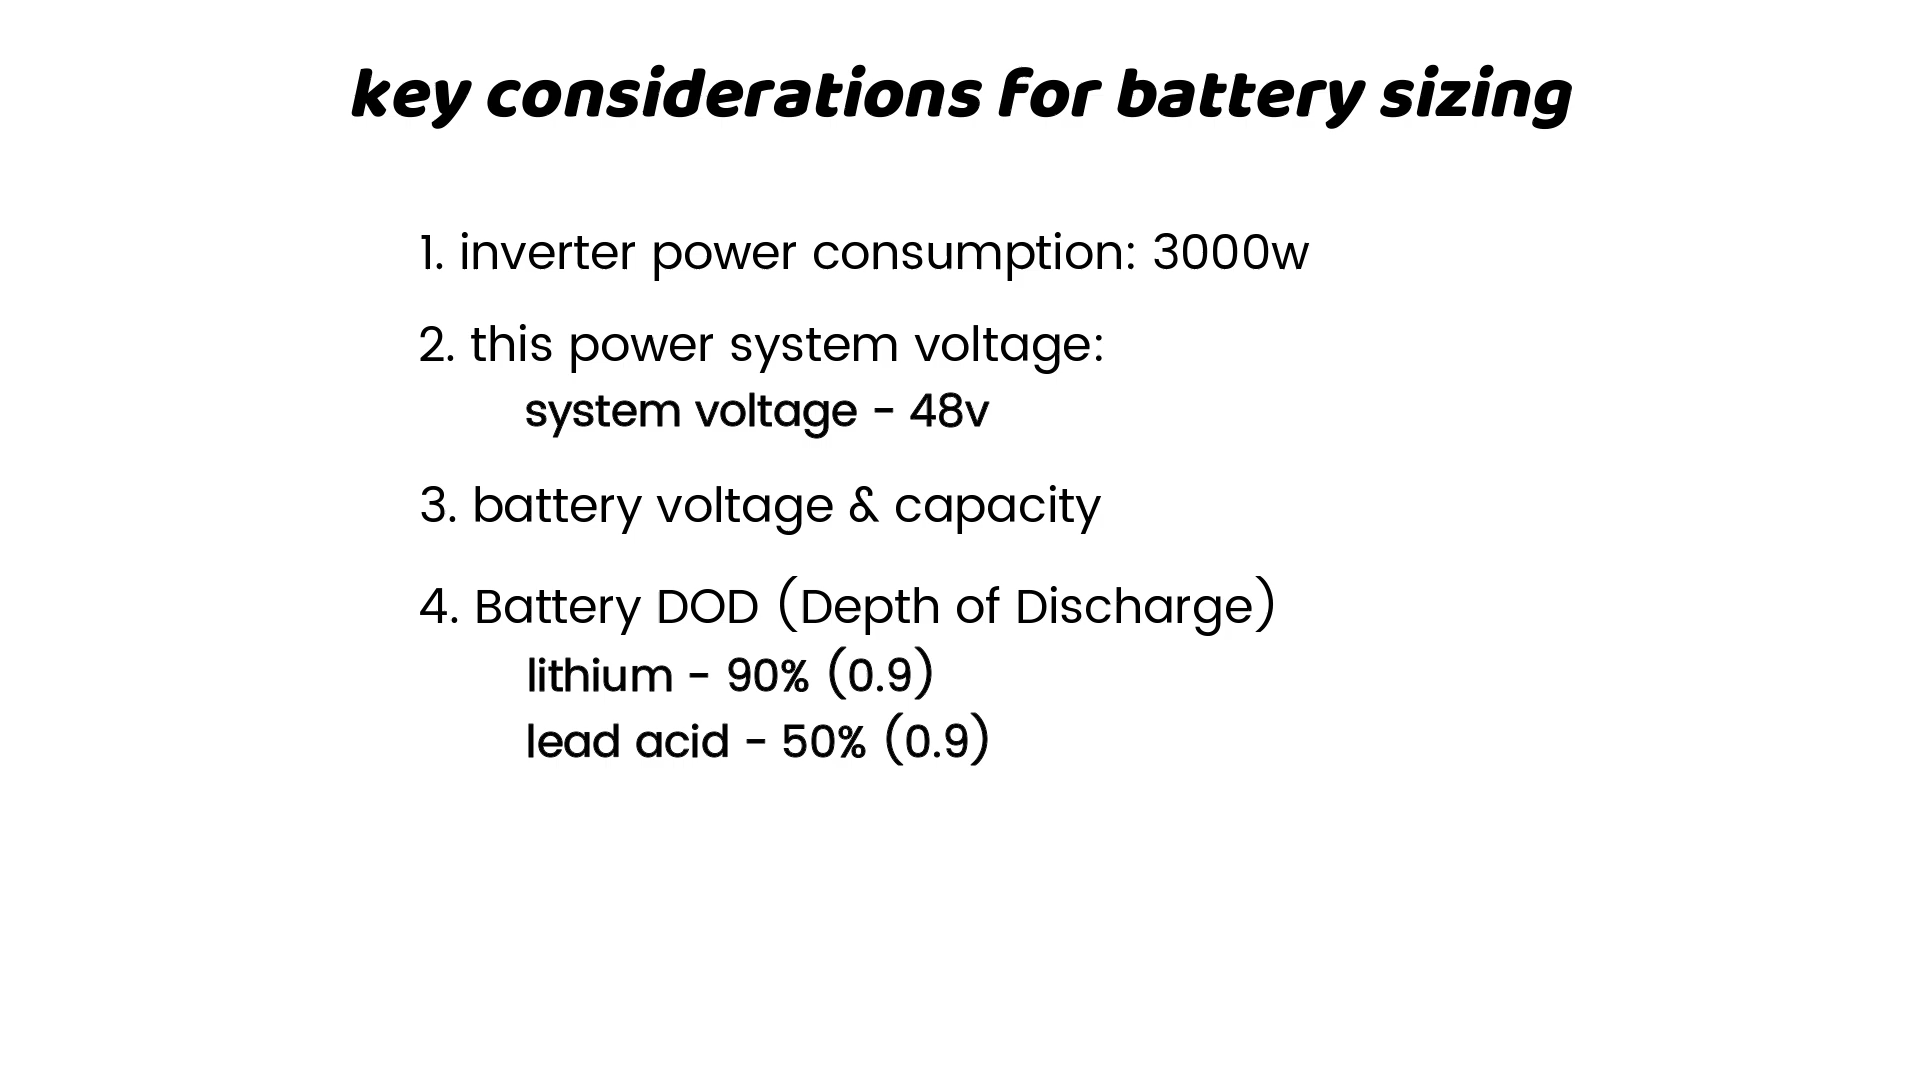 key considerations for battery sizing
1. inverter power consumption: 3000w
2. this power system voltage:
system voltage - 48v
3. battery voltage & capacity
4. Battery DOD (Depth of Discharge)
lithium - 90% (0.9)
lead acid - 50% (0.9)